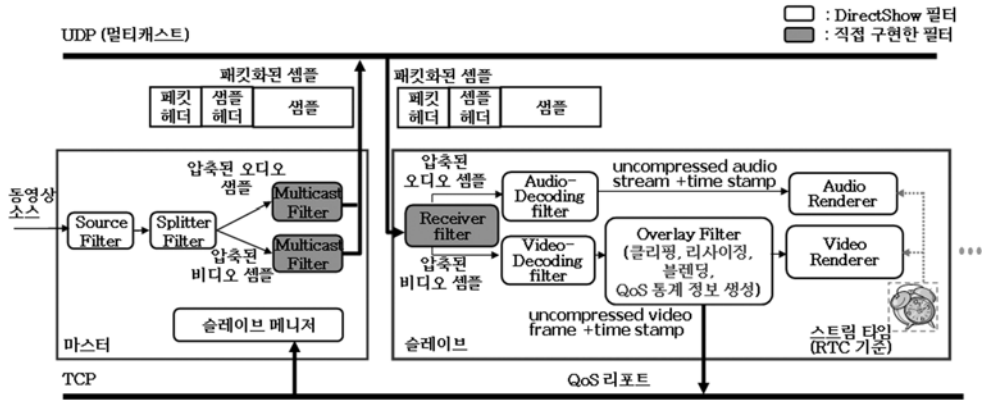 : DirectShow 필터
: 직접 구현한 필터
UDP (멀티캐스트)
패킷화된 셈플
페킷
헤더
샘플
헤더
샘플
패킷화된 셈플
페킷
헤더
셈플
헤더
샘플
동영상
소스
Source
Filter
Splitter
Filter
압축된 오디오
샘플
Multicast
Filter
Multicast
Filter
압축된
비디오 셈플
슬레이브 메니저
마스터
압축된
오디오 셈플
Receiver
filter
압축된
비디오 셈플
Audio-
Decoding
filter
Video-
Decoding
filter
uncompressed audio
stream +time stamp
Overlay Filter
(클리핑, 리사이징,
블렌딩,
QoS 통계 정보 생성)
uncompressed video
frame +time stamp
Audio
Renderer
Video
Renderer
스트림 타임
(RTC 기준)
슬레이브
TCP
QoS 리포트